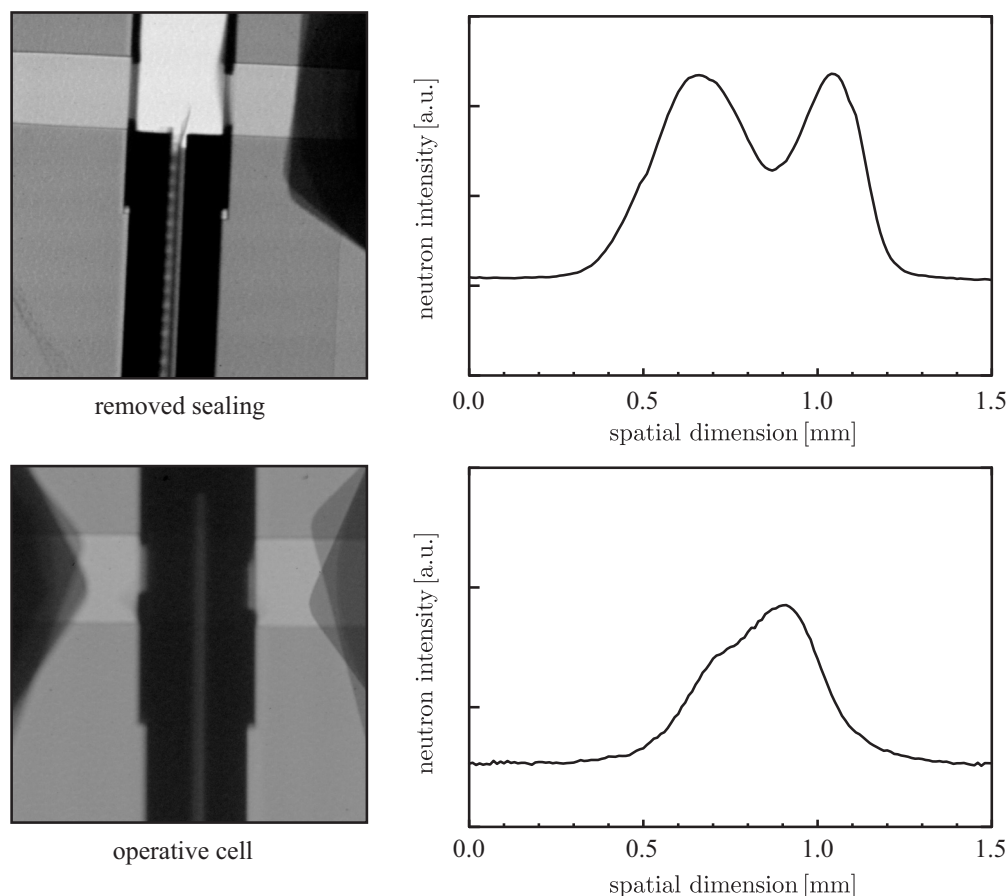 neutron intensity [a.u.]
0.0 0.5 1.0 1.5
spatial dimension [mm]
removed sealing
neutron intensity [a.u.]
0.0 0.5 1.0 1.5
spatial dimension [mm]
operative cell